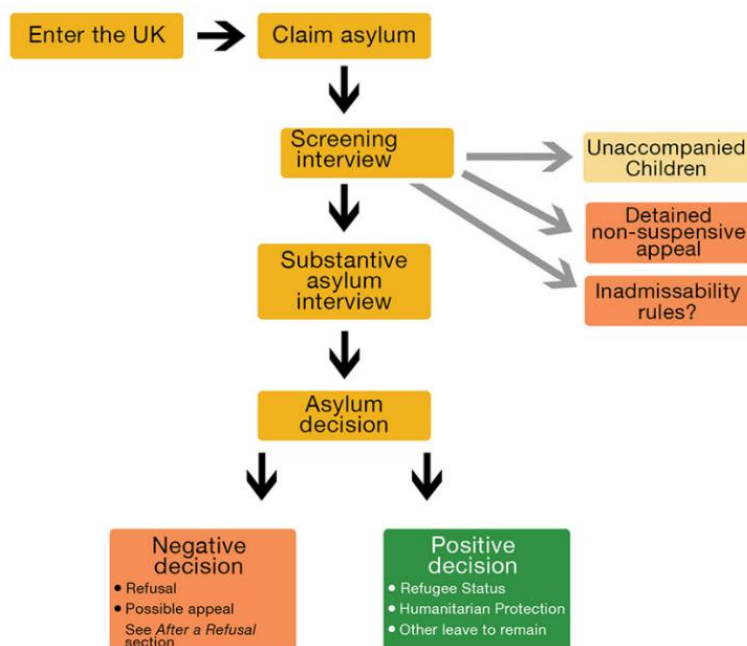 Enter the UK
Claim asylum
Screening
interview
Unaccompanied
Children
Detained
non-suspensive
appeal
Substantive
asylum
interview
Inadmissability
rules?
Asylum
decision
Negative
decision
• Refusal
• Possible appeal
See After a Refusal
section
Positive
decision
• Refugee Status
• Humanitarian Protection
• Other leave to remain